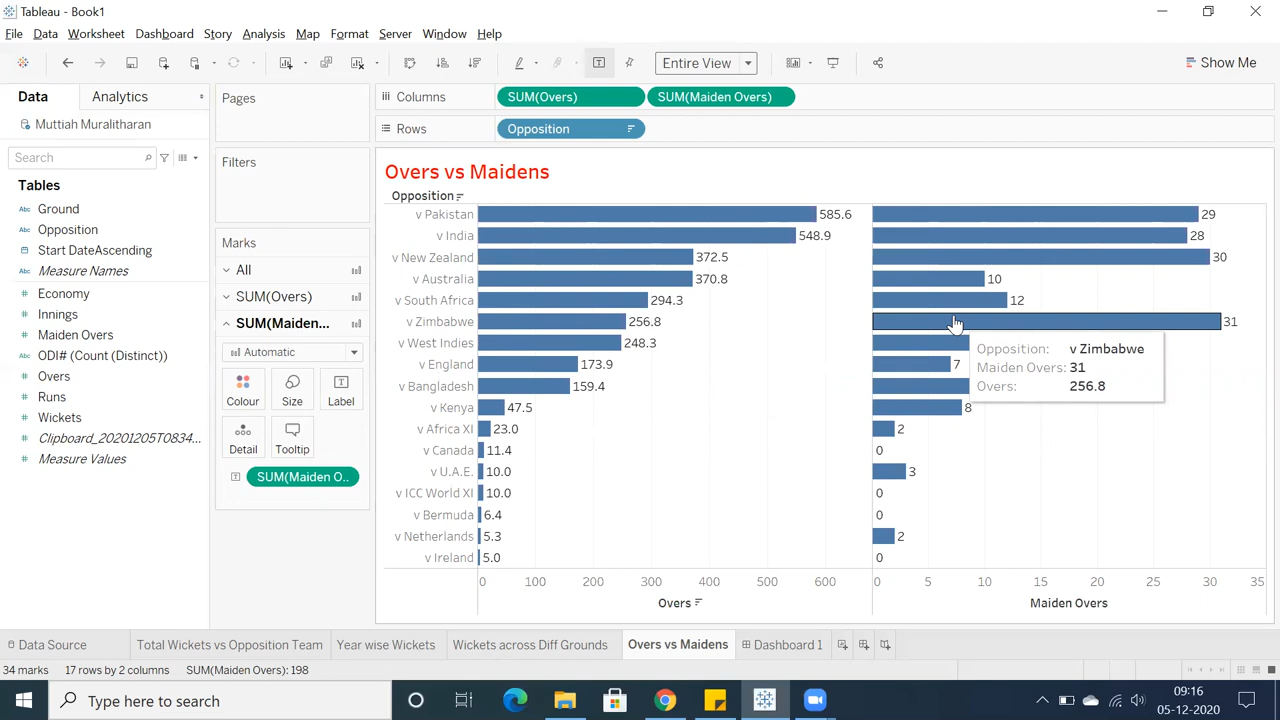 Tableau - Book1
File Data Worksheet Dashboard Story Analysis Map Format Server Window Help
Entire View
Show Me
Data Analytics
Pages
Columns SUM(Overs) SUM(Maiden Overs)
Muttiah Muralitharan
Rows Opposition
Search
Filters
Tables
Abc Ground
Abc Opposition
Start DateAscending
Abc Measure Names
# Economy
# Innings
# Maiden Overs
# ODI# (Count (Distinct))
# Overs
# Runs
# Wickets
# Clipboard_20201205T0834...
# Measure Values
Marks
All
SUM(Overs)
SUM(Maiden...
Automatic
Colour Size Label
Detail Tooltip
SUM(Maiden O..
Overs vs Maidens
Opposition
v Pakistan 585.6 29
v India 548.9 28
v New Zealand 372.5 30
v Australia 370.8 10
v South Africa 294.3 12
v Zimbabwe 256.8 31
v West Indies 248.3
v England 173.9 7
v Bangladesh 159.4
v Kenya 47.5 8
v Africa XI 23.0 2
v Canada 11.4 0
v U.A.E. 10.0 3
v ICC World XI 10.0 0
v Bermuda 6.4 0
v Netherlands 5.3 2
v Ireland 5.0 0
Opposition: v Zimbabwe
Maiden Overs: 31
Overs: 256.8
0 100 200 300 400 500 600
0 5 10 15 20 25 30 35
Overs
Maiden Overs
Data Source Total Wickets vs Opposition Team Year wise Wickets Wickets across Diff Grounds Overs vs Maidens Dashboard 1
34 marks 17 rows by 2 columns SUM(Maiden Overs): 198
Type here to search
09:16
05-12-2020